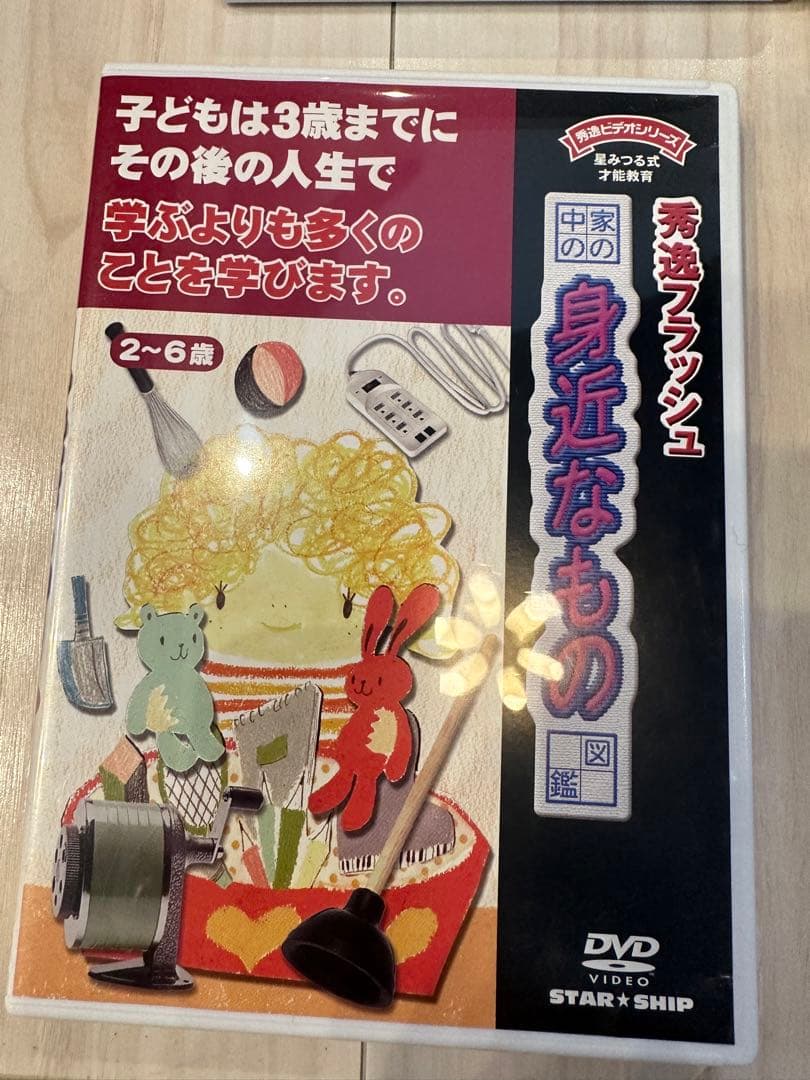 子どもは3歳までに
その後の人生で
学ぶよりも多くの
ことを学びます。
2〜6歳
秀逸ビデオシリーズ
星みつる式
才能教育
秀逸フラッシュ
家の中の
身近なもの
図鑑
DVD
VIDEO
STAR★SHIP